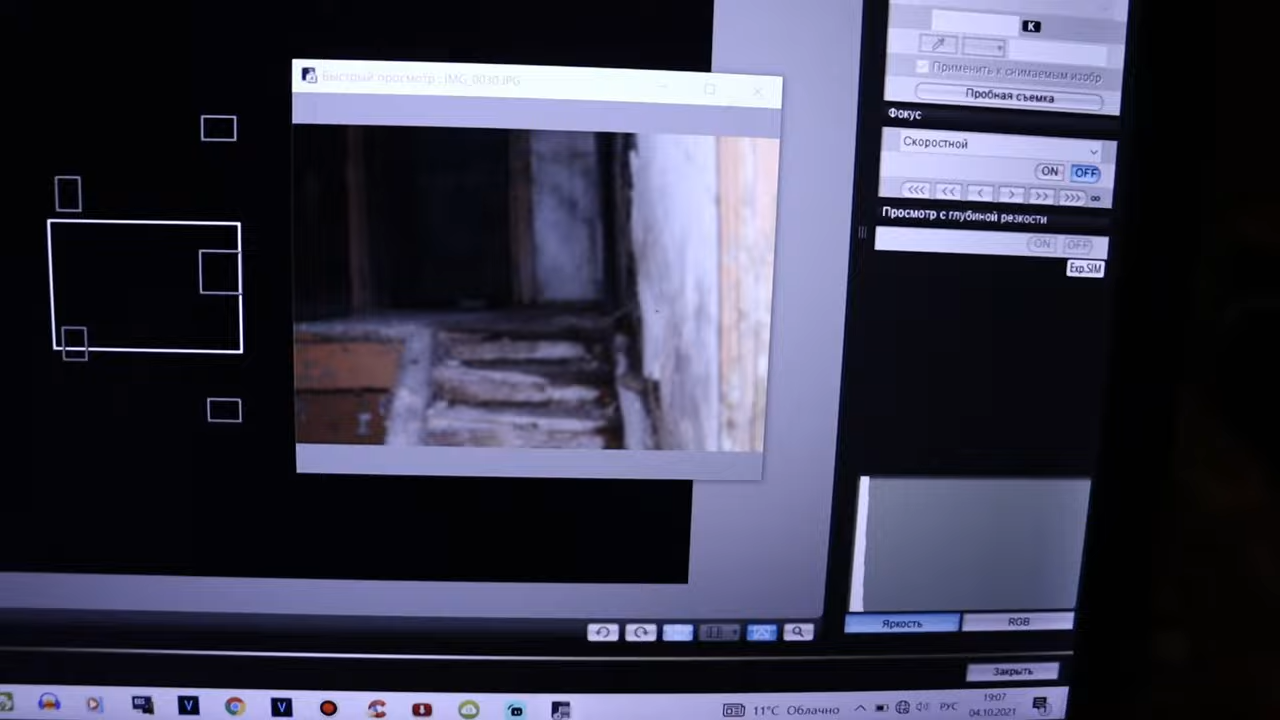 K
Применить к снимаемым изобр
Пробная съемка
Быстрый просмотр : IMG_0030.JPG
Фокус
Скоростной
ON OFF
<<< << < > >> >>> ∞
Просмотр с глубиной резкости
ON OFF
Exp.SIM
Яркость RGB
Закрыть
11°C Облачно
РУС
19:07
04.10.2021